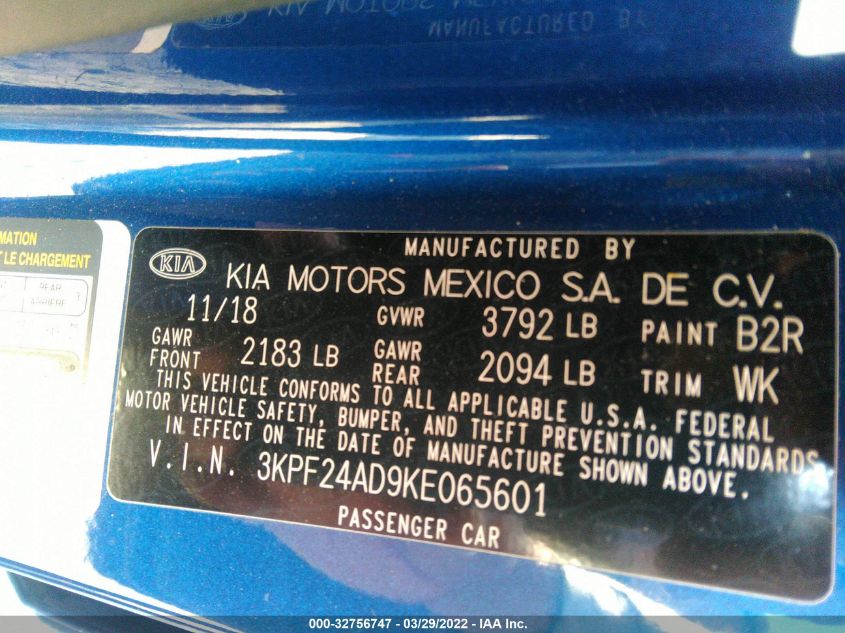 MANUFACTURED BY
KIA
KIA MOTORS MEXICO S.A. DE C.V.
11/18 GVWR 3792 LB PAINT B2R
GAWR FRONT 2183 LB GAWR REAR 2094 LB TRIM WK
THIS VEHICLE CONFORMS TO ALL APPLICABLE U.S.A. FEDERAL
MOTOR VEHICLE SAFETY, BUMPER, AND THEFT PREVENTION STANDARDS
IN EFFECT ON THE DATE OF MANUFACTURE SHOWN ABOVE.
V.I.N. 3KPF24AD9KE065601
PASSENGER CAR
MATION
T LE CHARGEMENT
REAR
ARRIERE
000-32756747 - 03/29/2022 - IAA Inc.